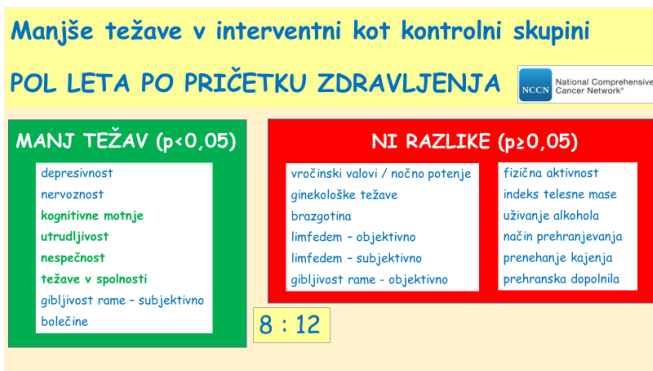 Manjše težave v interventni kot kontrolni skupini
POL LETA PO PRIČETKU ZDRAVLJENJA
NCCN
National Comprehensive
Cancer Network®
MANJ TEŽAV (p<0,05)
depresivnost
nervoznost
kognitivne motnje
utrudljivost
nespečnost
težave v spolnosti
gibljivost rame – subjektivno
bolečine
NI RAZLIKE (p≥0,05)
vročinski valovi / nočno potenje
ginekološke težave
brazgotina
limfedem – objektivno
limfedem – subjektivno
gibljivost rame - objektivno
fizična aktivnost
indeks telesne mase
uživanje alkohola
način prehranjevanja
prenehanje kajenja
prehranska dopolnila
8 : 12